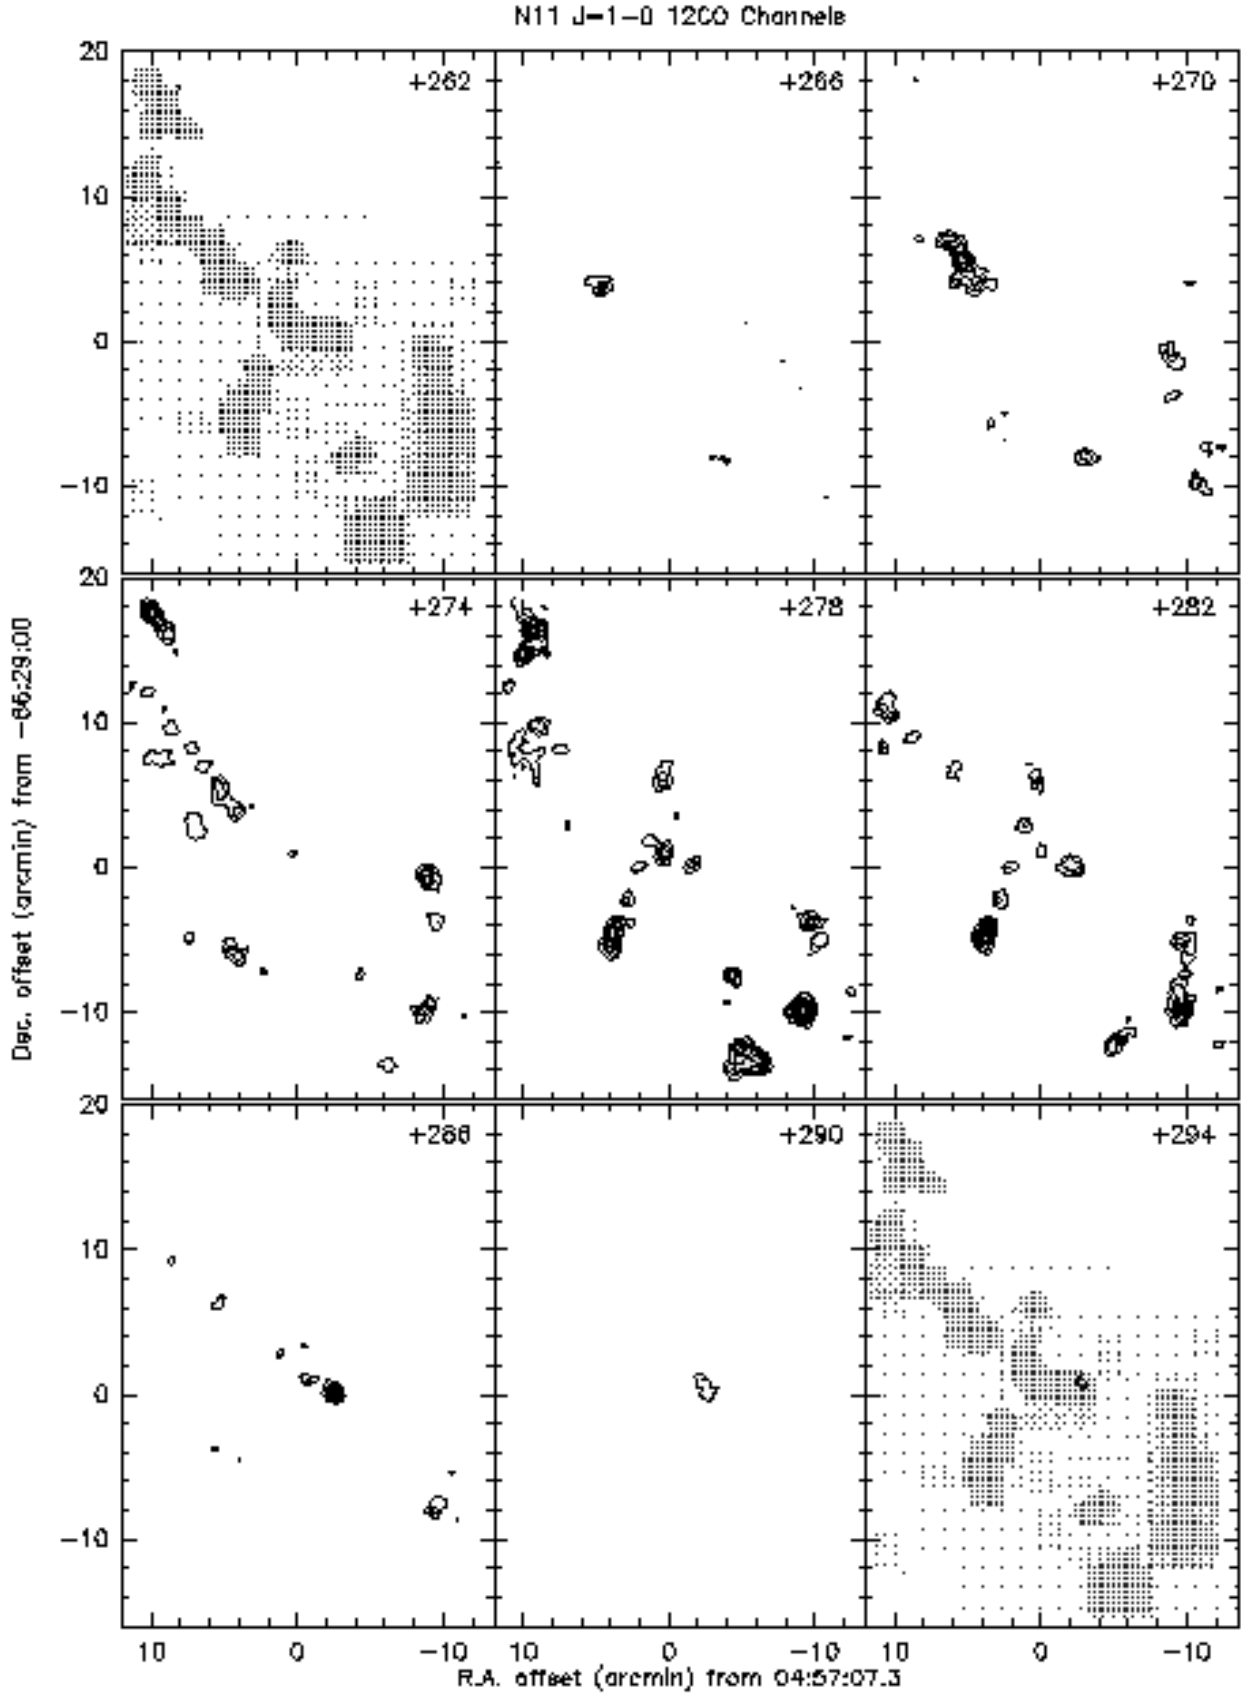 N11 J=1-0 12CO Channels
20 +262 +266 +270
10
0
-10
20 +274 +278 +282
10
0
-10
20 +286 +290 +294
10
0
-10
10 0 -10 10 0 -10 10 0 -10
Dec. offset (arcmin) from -66:29:00
R.A. offset (arcmin) from 04:57:07.3